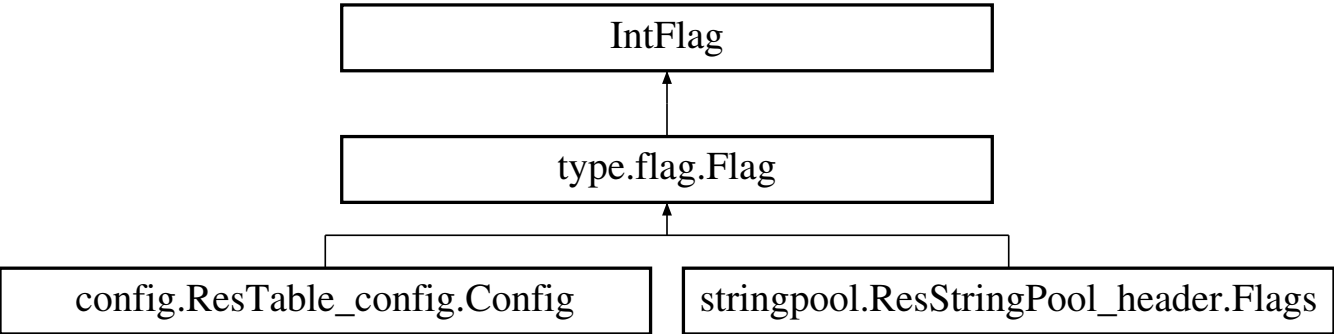 IntFlag
type.flag.Flag
config.ResTable_config.Config
stringpool.ResStringPool_header.Flags